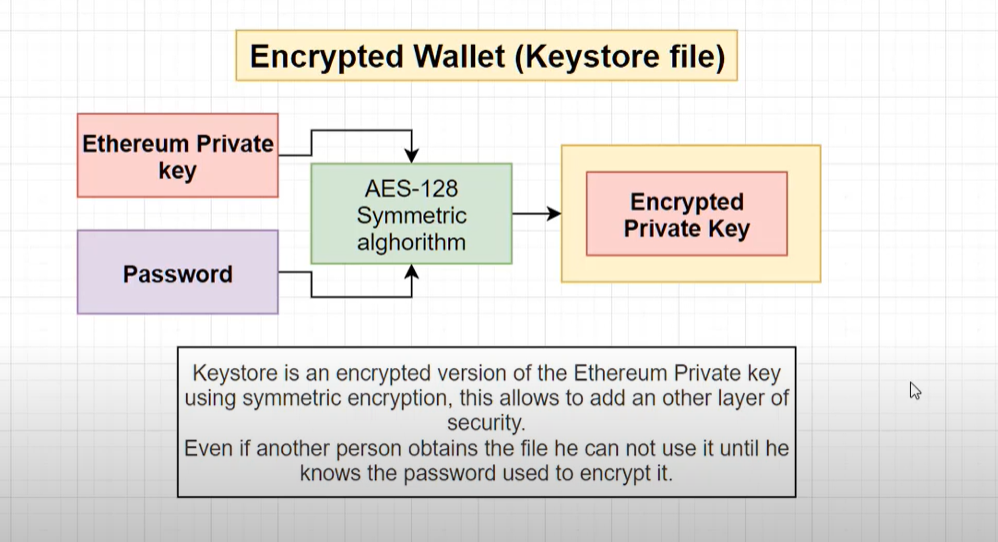 Encrypted Wallet (Keystore file)
Ethereum Private
key
AES-128
Symmetric
alghorithm
Encrypted
Private Key
Password
Keystore is an encrypted version of the Ethereum Private key
using symmetric encryption, this allows to add an other layer of
security.
Even if another person obtains the file he can not use it until he
knows the password used to encrypt it.